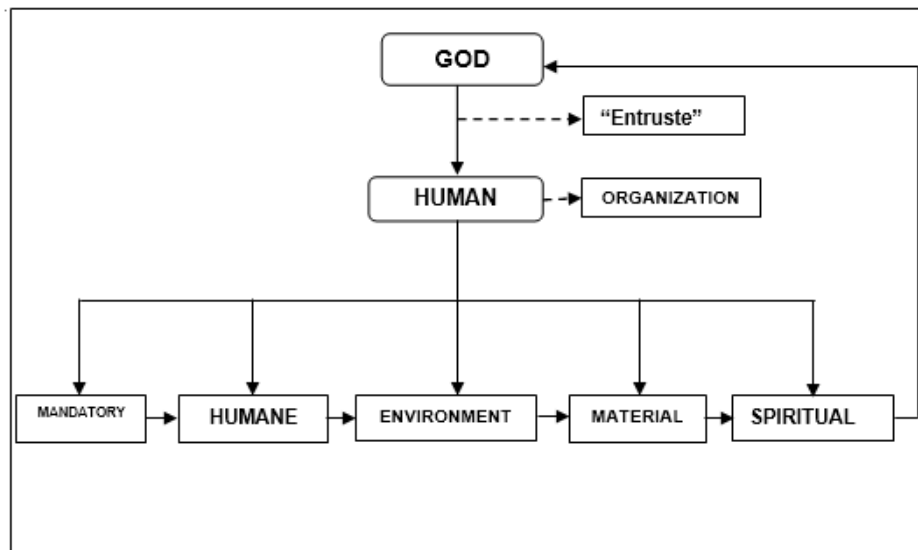 GOD
“Entruste”
HUMAN
ORGANIZATION
MANDATORY
HUMANE
ENVIRONMENT
MATERIAL
SPIRITUAL